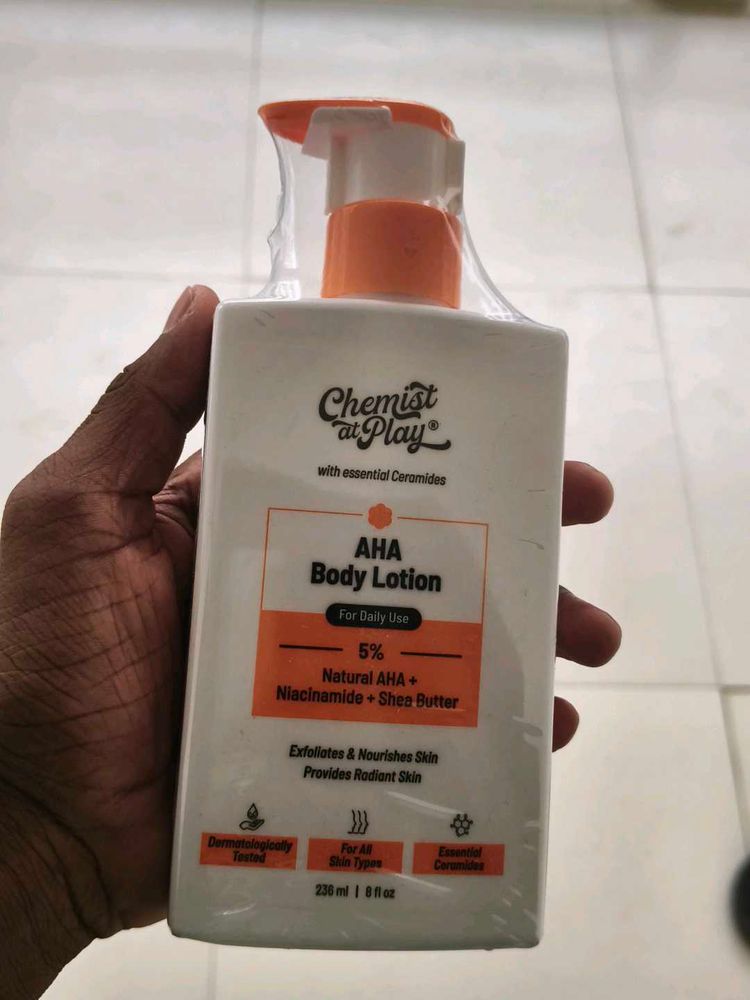 Chemist
at Play®
with essential Ceramides
AHA
Body Lotion
For Daily Use
5%
Natural AHA +
Niacinamide + Shea Butter
Exfoliates & Nourishes Skin
Provides Radiant Skin
Dermatologically
Tested
For All
Skin Types
Essential
Ceramides
236 ml | 8 fl oz